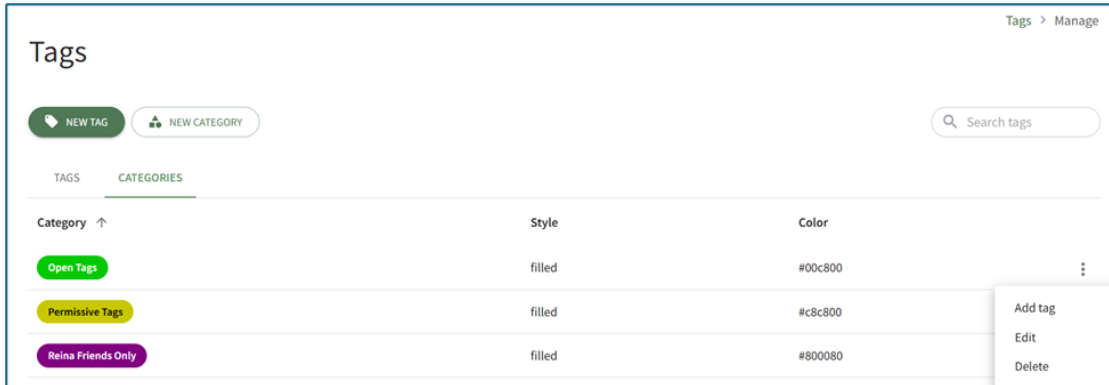 Tags > Manage
Tags
NEW TAG
NEW CATEGORY
Search tags
TAGS
CATEGORIES
Category ↑ Style Color
Open Tags filled #00c800
Permissive Tags filled #c8c800
Add tag
Edit
Reina Friends Only filled #800080
Delete